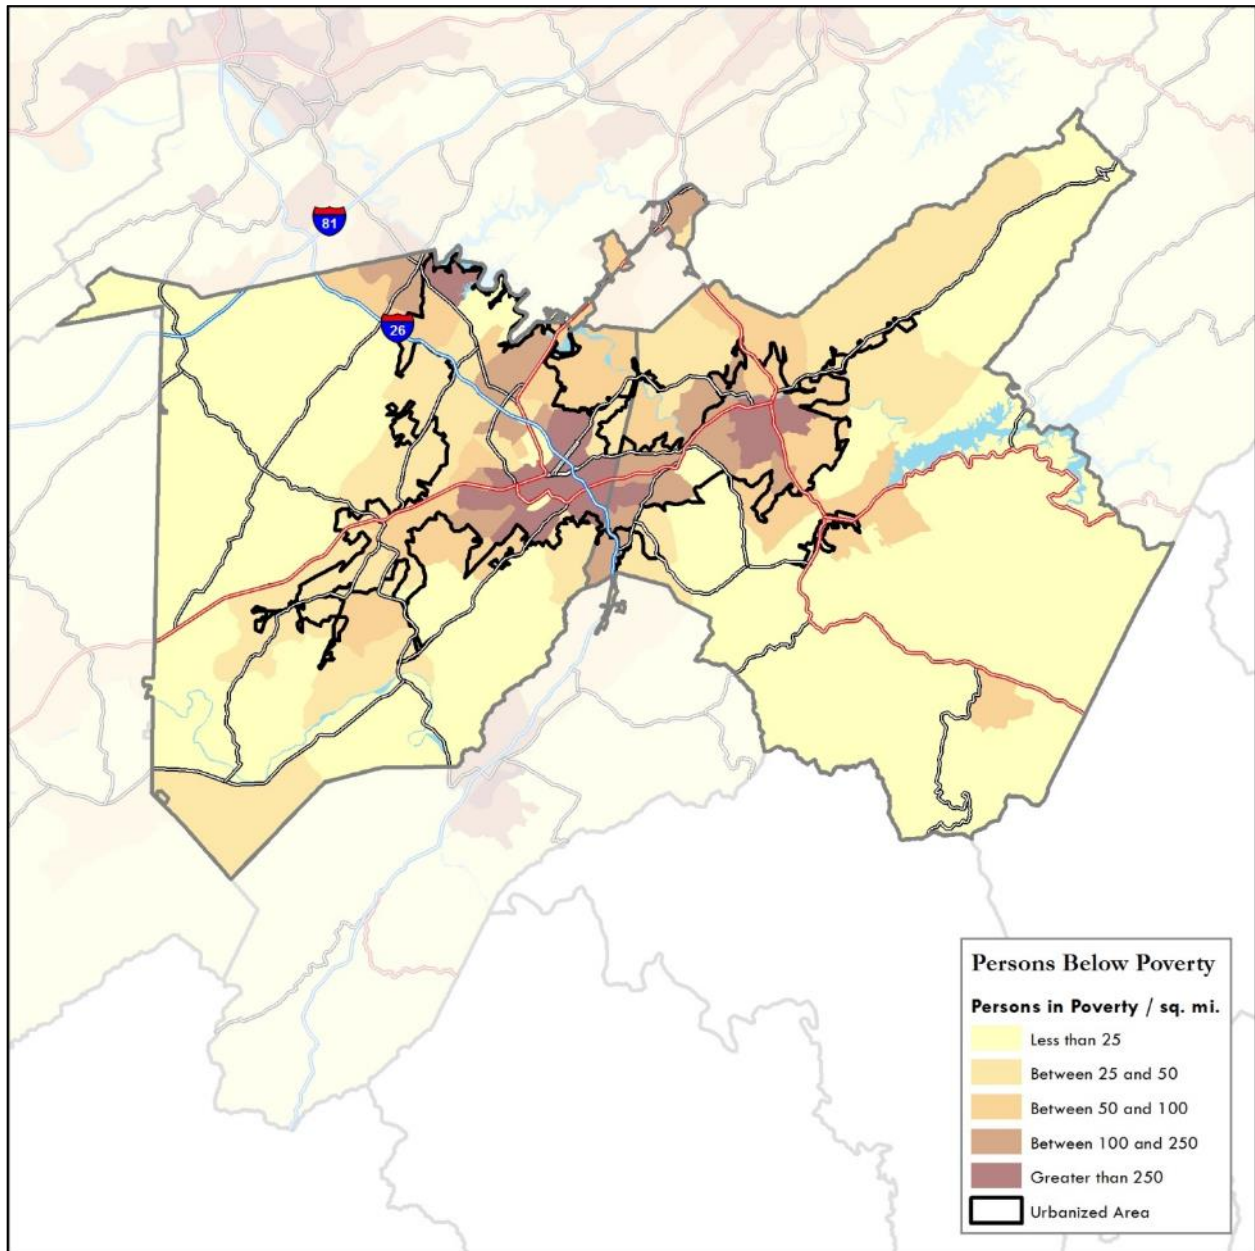 81
26
Persons Below Poverty
Persons in Poverty / sq. mi.
Less than 25
Between 25 and 50
Between 50 and 100
Between 100 and 250
Greater than 250
Urbanized Area